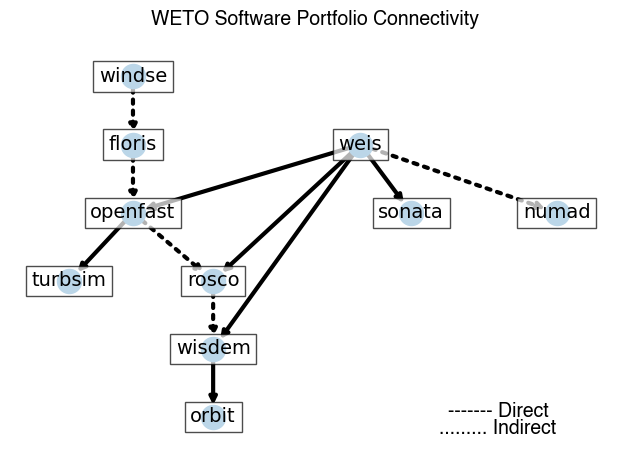 WETO Software Portfolio Connectivity
windse
floris
weis
openfast
sonata
numad
turbsim
rosco
wisdem
orbit
------- Direct
......... Indirect